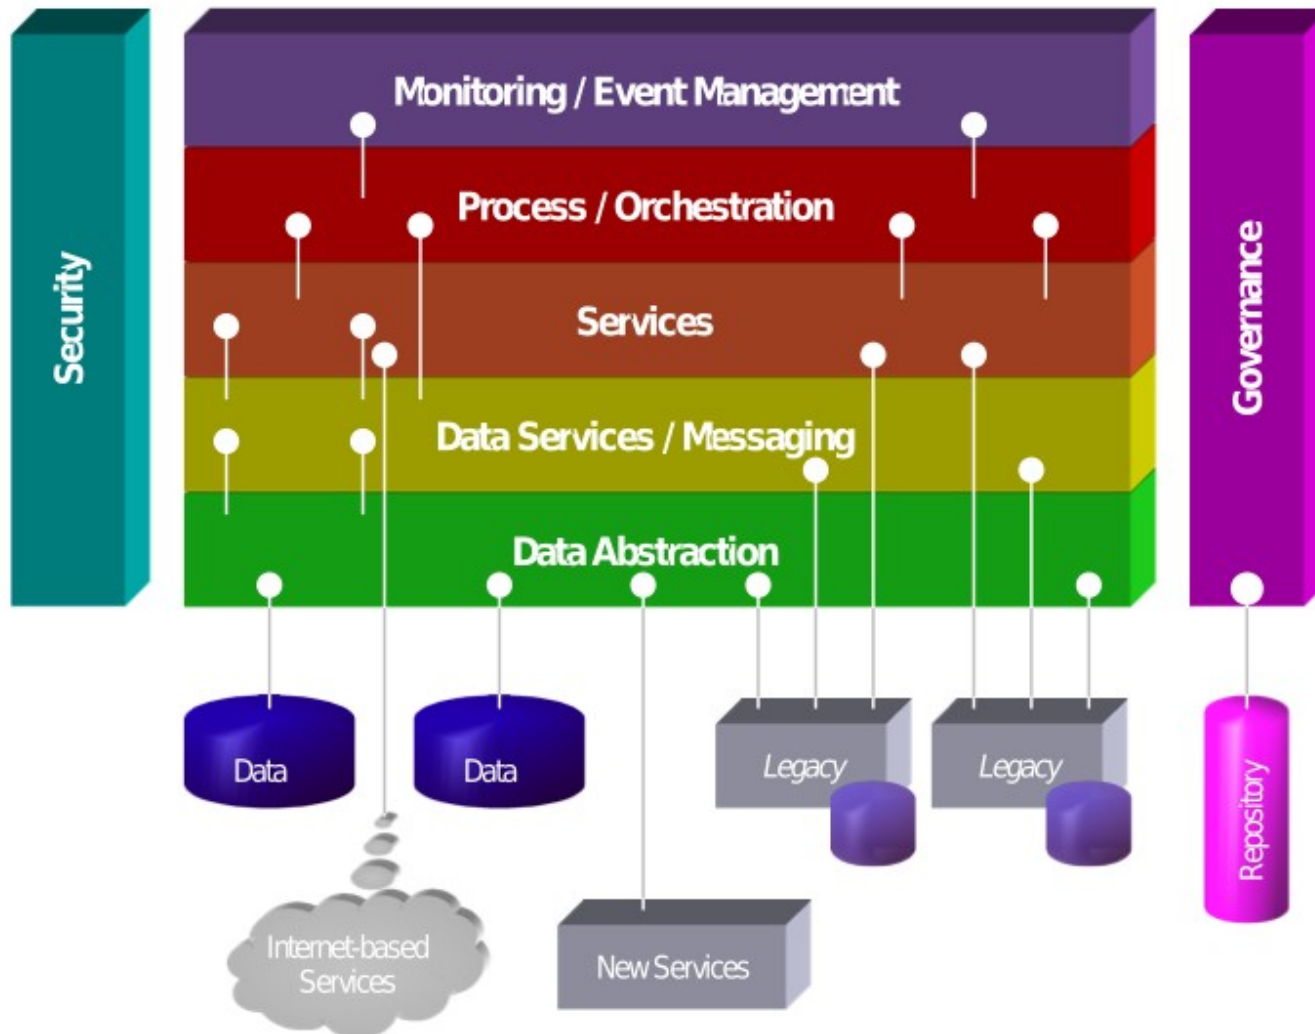 Monitoring / Event Management
Process / Orchestration
Services
Data Services / Messaging
Data Abstraction
Security
Governance
Data
Data
Legacy
Legacy
Repository
Internet-based
Services
New Services